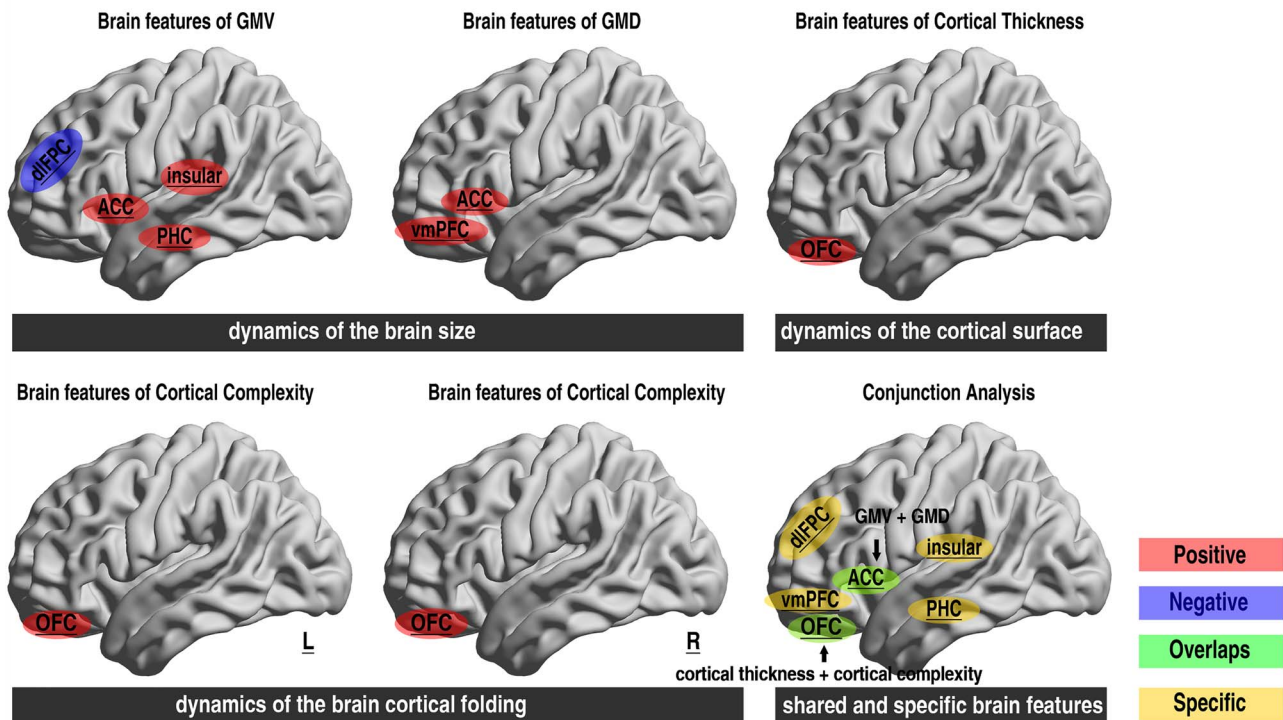 Brain features of GMV
Brain features of GMD
Brain features of Cortical Thickness
dlFPC
insular
ACC
PHC
ACC
vmPFC
OFC
dynamics of the brain size
dynamics of the cortical surface
Brain features of Cortical Complexity
Brain features of Cortical Complexity
Conjunction Analysis
OFC
L
OFC
R
dlFPC
GMV + GMD
insular
ACC
vmPFC
PHC
OFC
cortical thickness + cortical complexity
dynamics of the brain cortical folding
shared and specific brain features
Positive
Negative
Overlaps
Specific